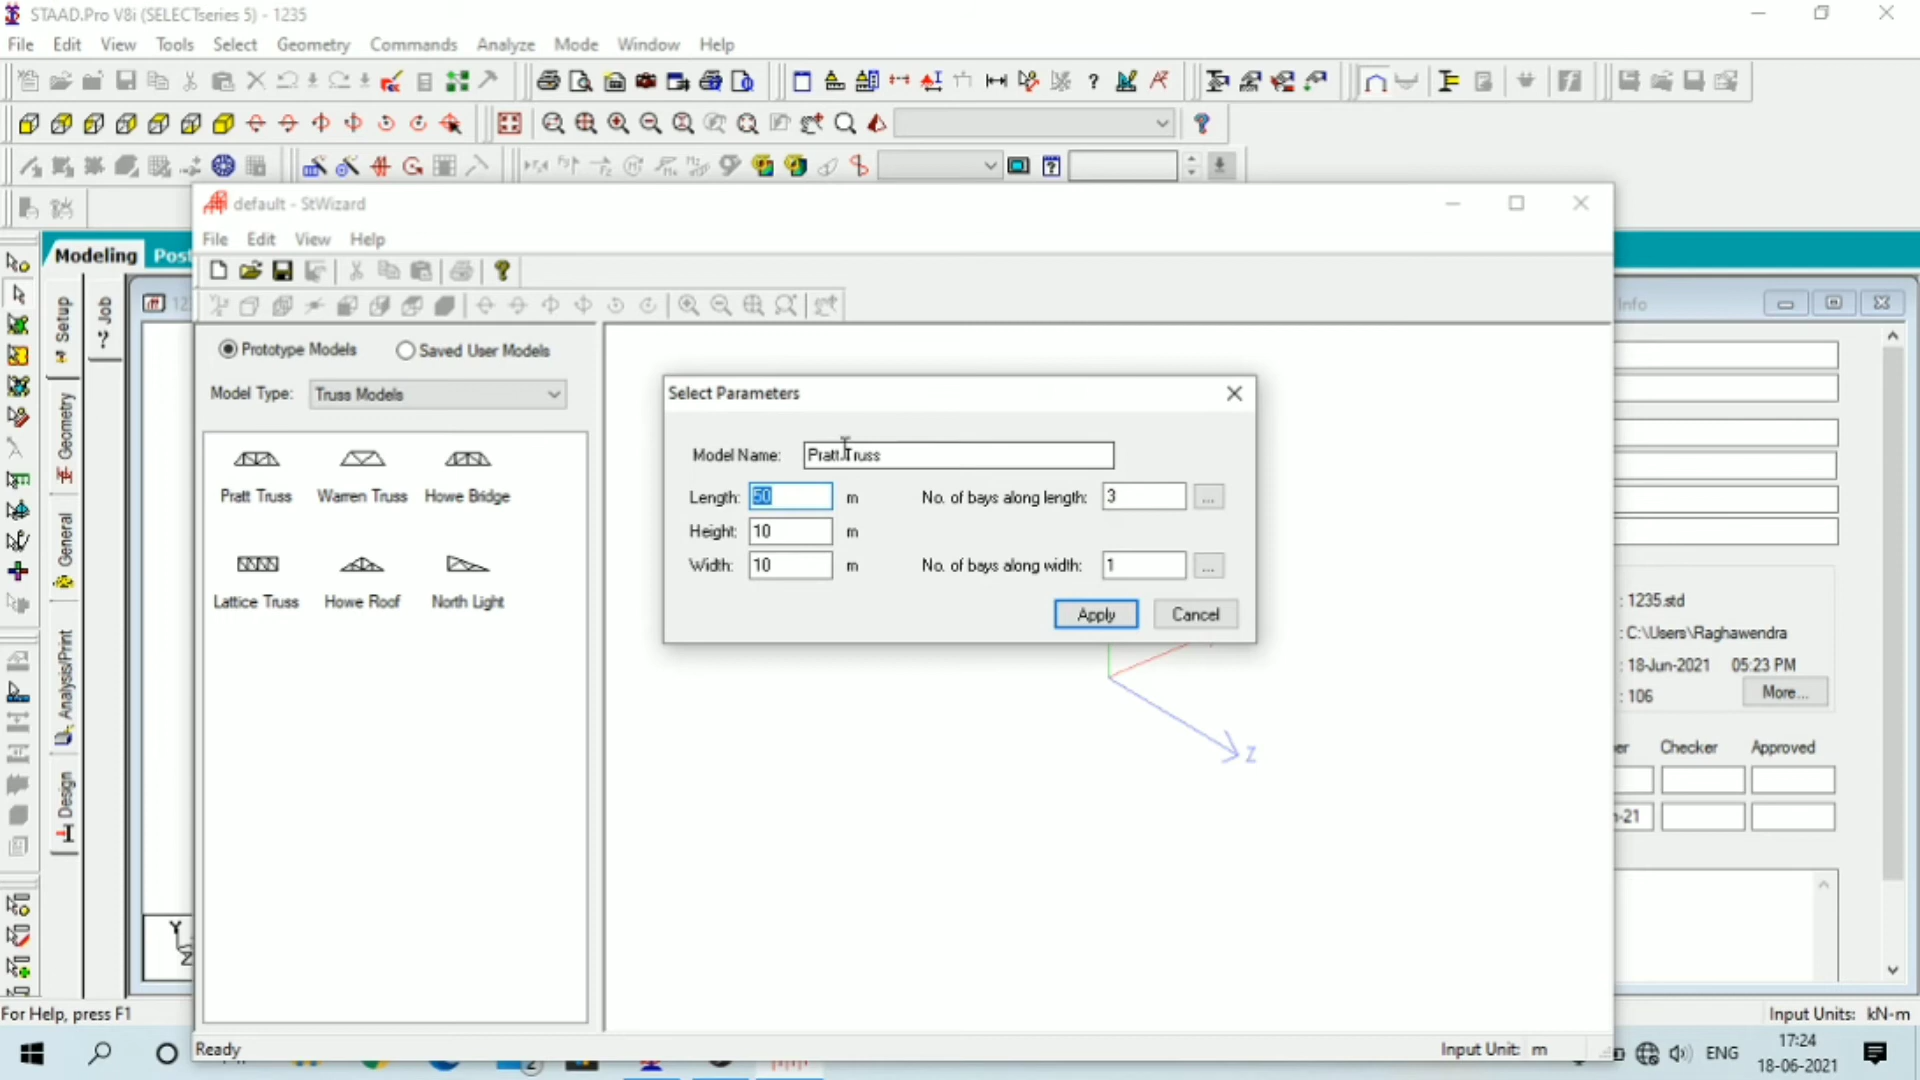 STAAD.Pro V8i (SELECTseries 5) - 1235
File Edit View Tools Select Geometry Commands Analyze Mode Window Help
default - StWizard
File Edit View Help
Modeling Post
Setup
Job
Geometry
General
Analysis/Print
Design
Prototype Models Saved User Models
Model Type: Truss Models
Pratt Truss Warren Truss Howe Bridge
Lattice Truss Howe Roof North Light
Select Parameters
Model Name: Pratt Truss
Length: 50 m No. of bays along length: 3 ...
Height: 10 m
Width: 10 m No. of bays along width: 1 ...
Apply Cancel
Z
Y
Z
Info
: 1235.std
: C:\Users\Raghawendra
: 18-Jun-2021 05:23 PM
: 106 More...
er Checker Approved
-21
Ready Input Unit: m
For Help, press F1 Input Units: kN-m
2
ENG 17:24
18-06-2021